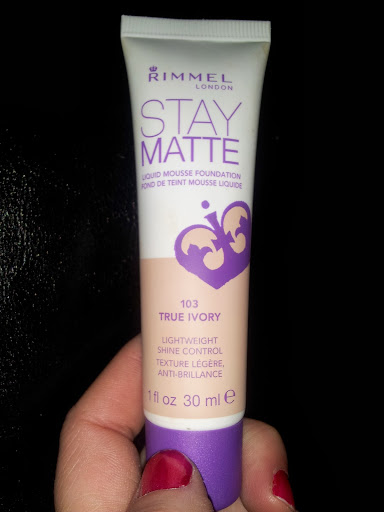 RIMMEL
LONDON
STAY
MATTE
LIQUID MOUSSE FOUNDATION
FOND DE TEINT MOUSSE LIQUIDE
103
TRUE IVORY
LIGHTWEIGHT
SHINE CONTROL
TEXTURE LÉGÈRE,
ANTI-BRILLANCE
1 fl oz 30 ml e